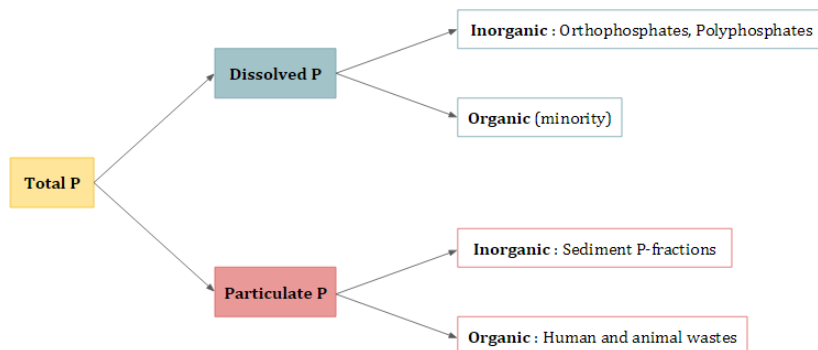 Inorganic : Orthophosphates, Polyphosphates
Dissolved P
Organic (minority)
Total P
Inorganic : Sediment P-fractions
Particulate P
Organic : Human and animal wastes